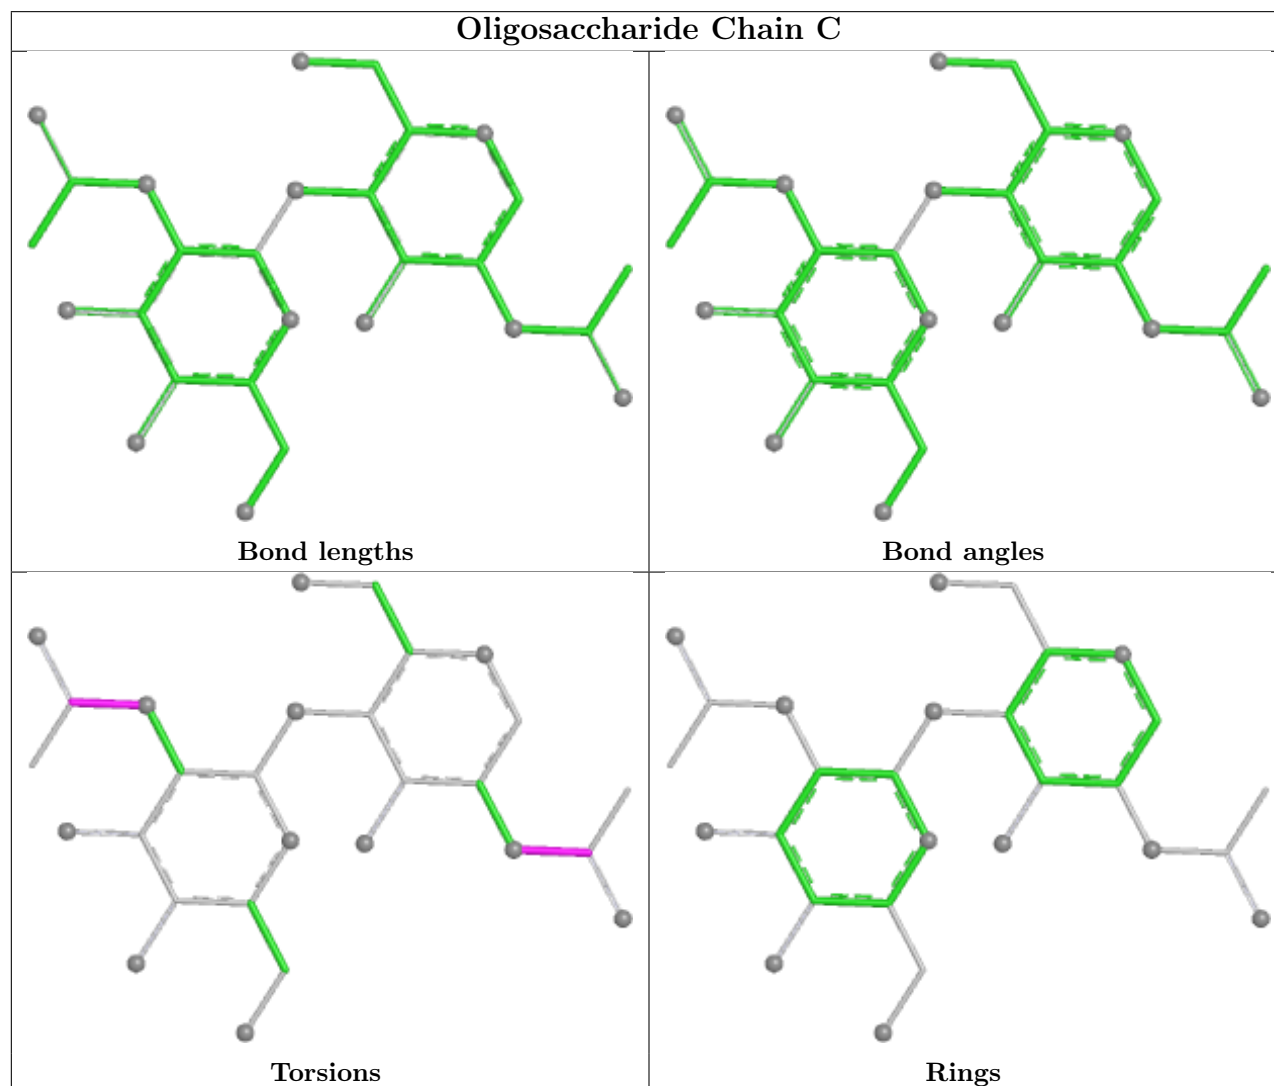 Oligosaccharide Chain C
Bond lengths
Bond angles
Torsions
Rings